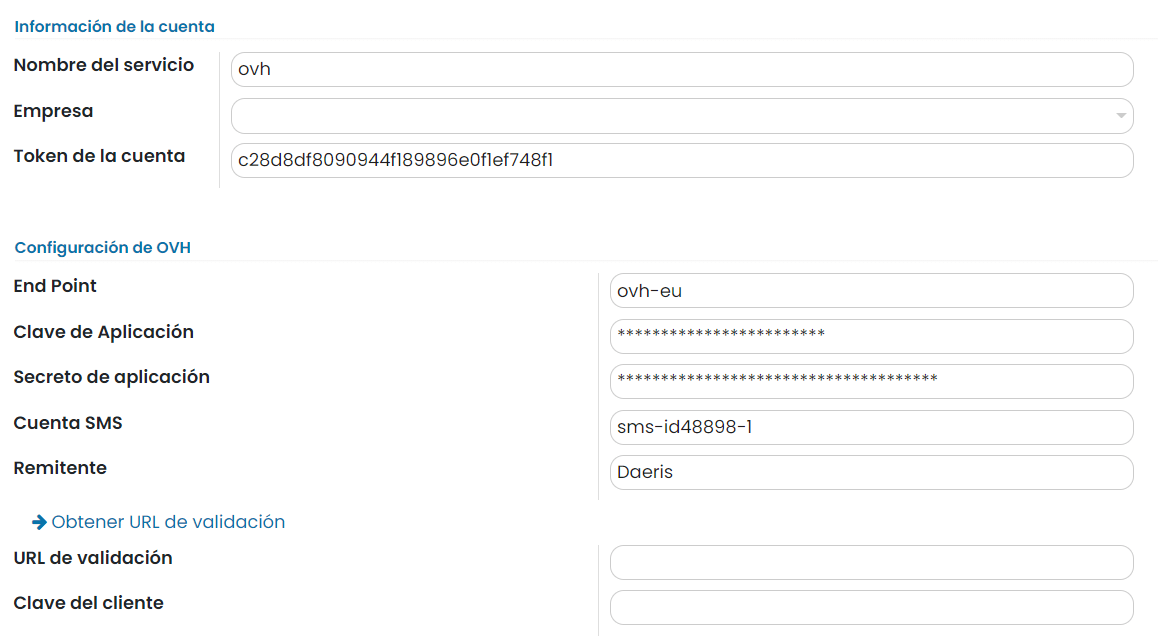 Información de la cuenta
Nombre del servicio ovh
Empresa
Token de la cuenta c28d8df8090944f189896e0f1ef748f1
Configuración de OVH
End Point ovh-eu
Clave de Aplicación ************************
Secreto de aplicación *************************************
Cuenta SMS sms-id48898-1
Remitente Daeris
Obtener URL de validación
URL de validación
Clave del cliente